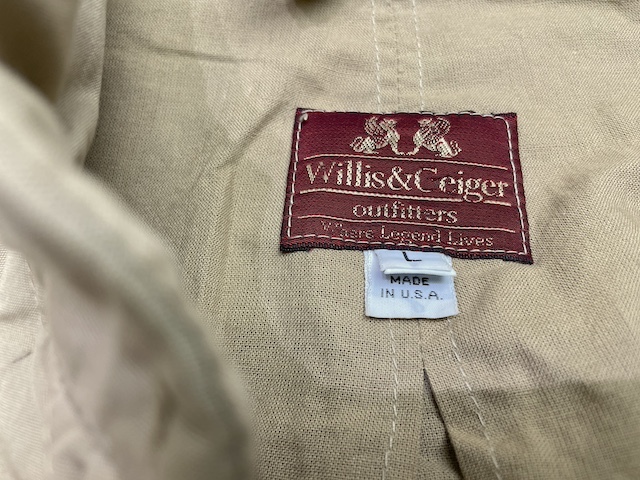 Willis&Geiger
outfitters
Where Legend Lives
L
MADE
IN U.S.A.